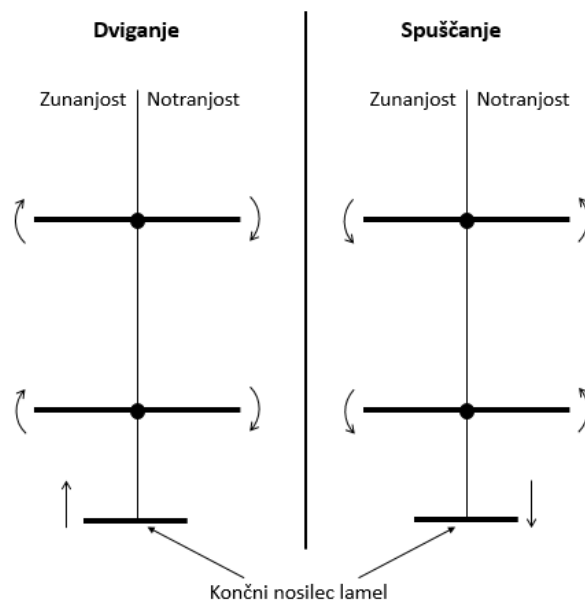 Dviganje
Spuščanje
Zunanjost Notranjost
Zunanjost Notranjost
Končni nosilec lamel